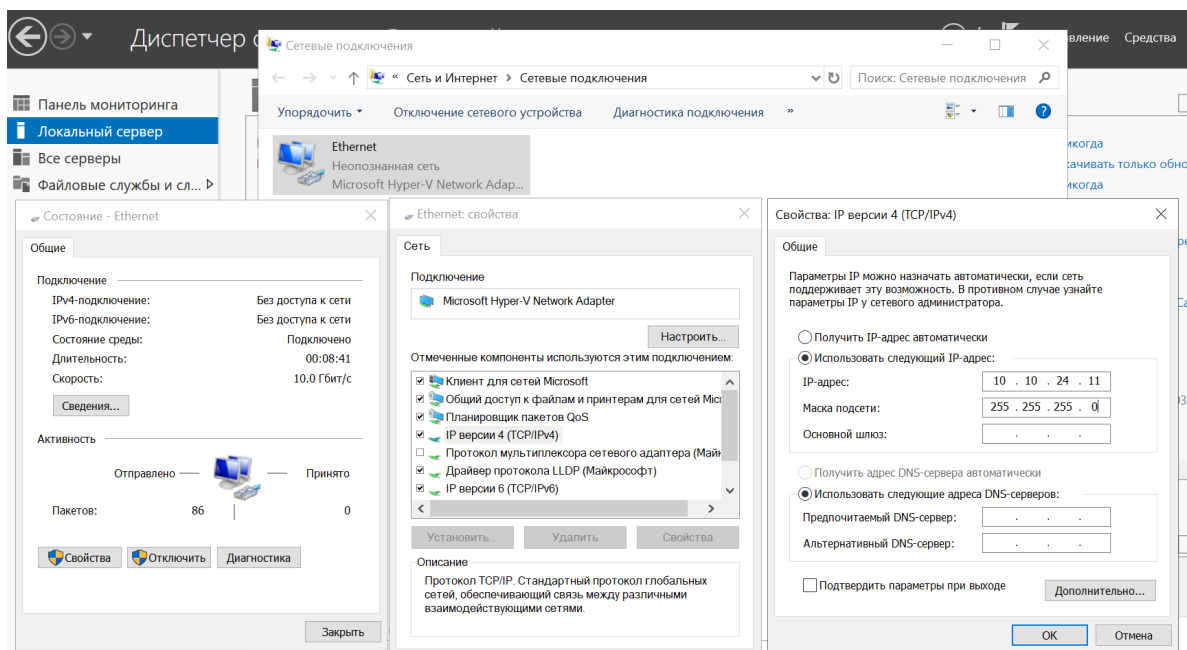 Диспетчер
Сетевые подключения
Средства
Сеть и Интернет
Сетевые подключения
Поиск: Сетевые подключения
Упорядочить
Отключение сетевого устройства
Диагностика подключения
»
Ethernet
Неопознанная сеть
Microsoft Hyper-V Network Adap...
Панель мониторинга
Локальный сервер
Все серверы
Файловые службы и сл...
Состояние - Ethernet
Общие
Подключение
IPv4-подключение: Без доступа к сети
IPv6-подключение: Без доступа к сети
Состояние среды: Подключено
Длительность: 00:08:41
Скорость: 10.0 Гбит/с
Сведения...
Активность
Отправлено
Принято
Пакетов: 86 0
Свойства
Отключить
Диагностика
Закрыть
Ethernet: свойства
Сеть
Подключение
Microsoft Hyper-V Network Adapter
Настроить...
Отмеченные компоненты используются этим подключением:
Клиент для сетей Microsoft
Общий доступ к файлам и принтерам для сетей
Планировщик пакетов QoS
IP версии 4 (TCP/IPv4)
Протокол мультиплексора сетевого адаптера
Драйвер протокола LLDP (Майкрософт)
IP версии 6 (TCP/IPv6)
Установить...
Удалить
Свойства
Описание
Протокол TCP/IP. Стандартный протокол глобальных
сетей, обеспечивающий связь между различными
взаимодействующими сетями.
Свойства: IP версии 4 (TCP/IPv4)
Общие
Параметры IP можно назначать автоматически, если сеть
поддерживает эту возможность. В противном случае узнайте
параметры IP у сетевого администратора.
Получить IP-адрес автоматически
Использовать следующий IP-адрес:
IP-адрес: 10 . 10 . 24 . 11
Маска подсети: 255 . 255 . 255 . 0
Основной шлюз: . . .
Получить адрес DNS-сервера автоматически
Использовать следующие адреса DNS-серверов:
Предпочитаемый DNS-сервер: . . .
Альтернативный DNS-сервер: . . .
Подтвердить параметры при выходе
Дополнительно...
OK
Отмена